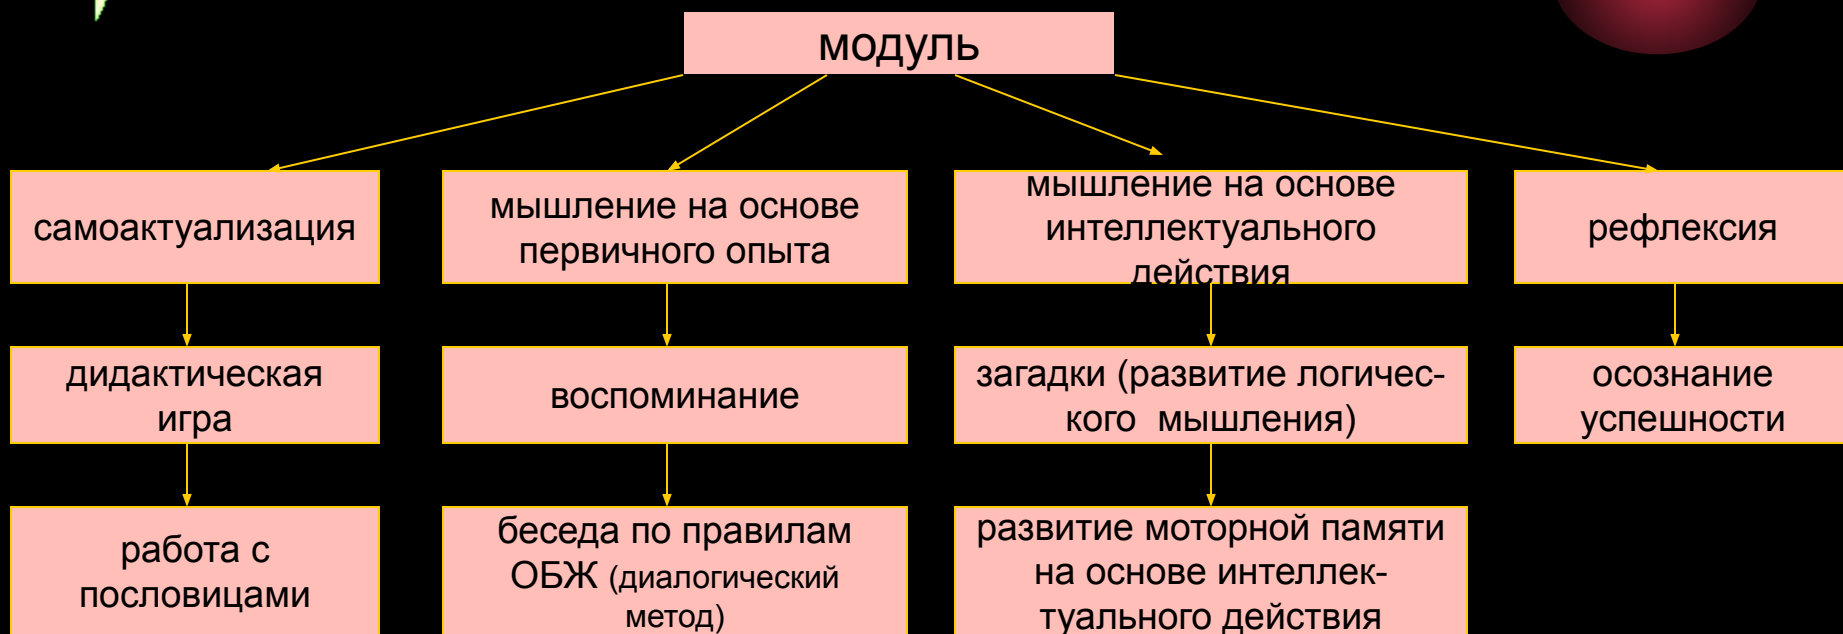 модуль
самоактуализация
мышление на основе
первичного опыта
мышление на основе
интеллектуального
действия
рефлексия
дидактическая
игра
воспоминание
загадки (развитие логичес-
кого мышления)
осознание
успешности
работа с
пословицами
беседа по правилам
ОБЖ (диалогический
метод)
развитие моторной памяти
на основе интеллек-
туального действия